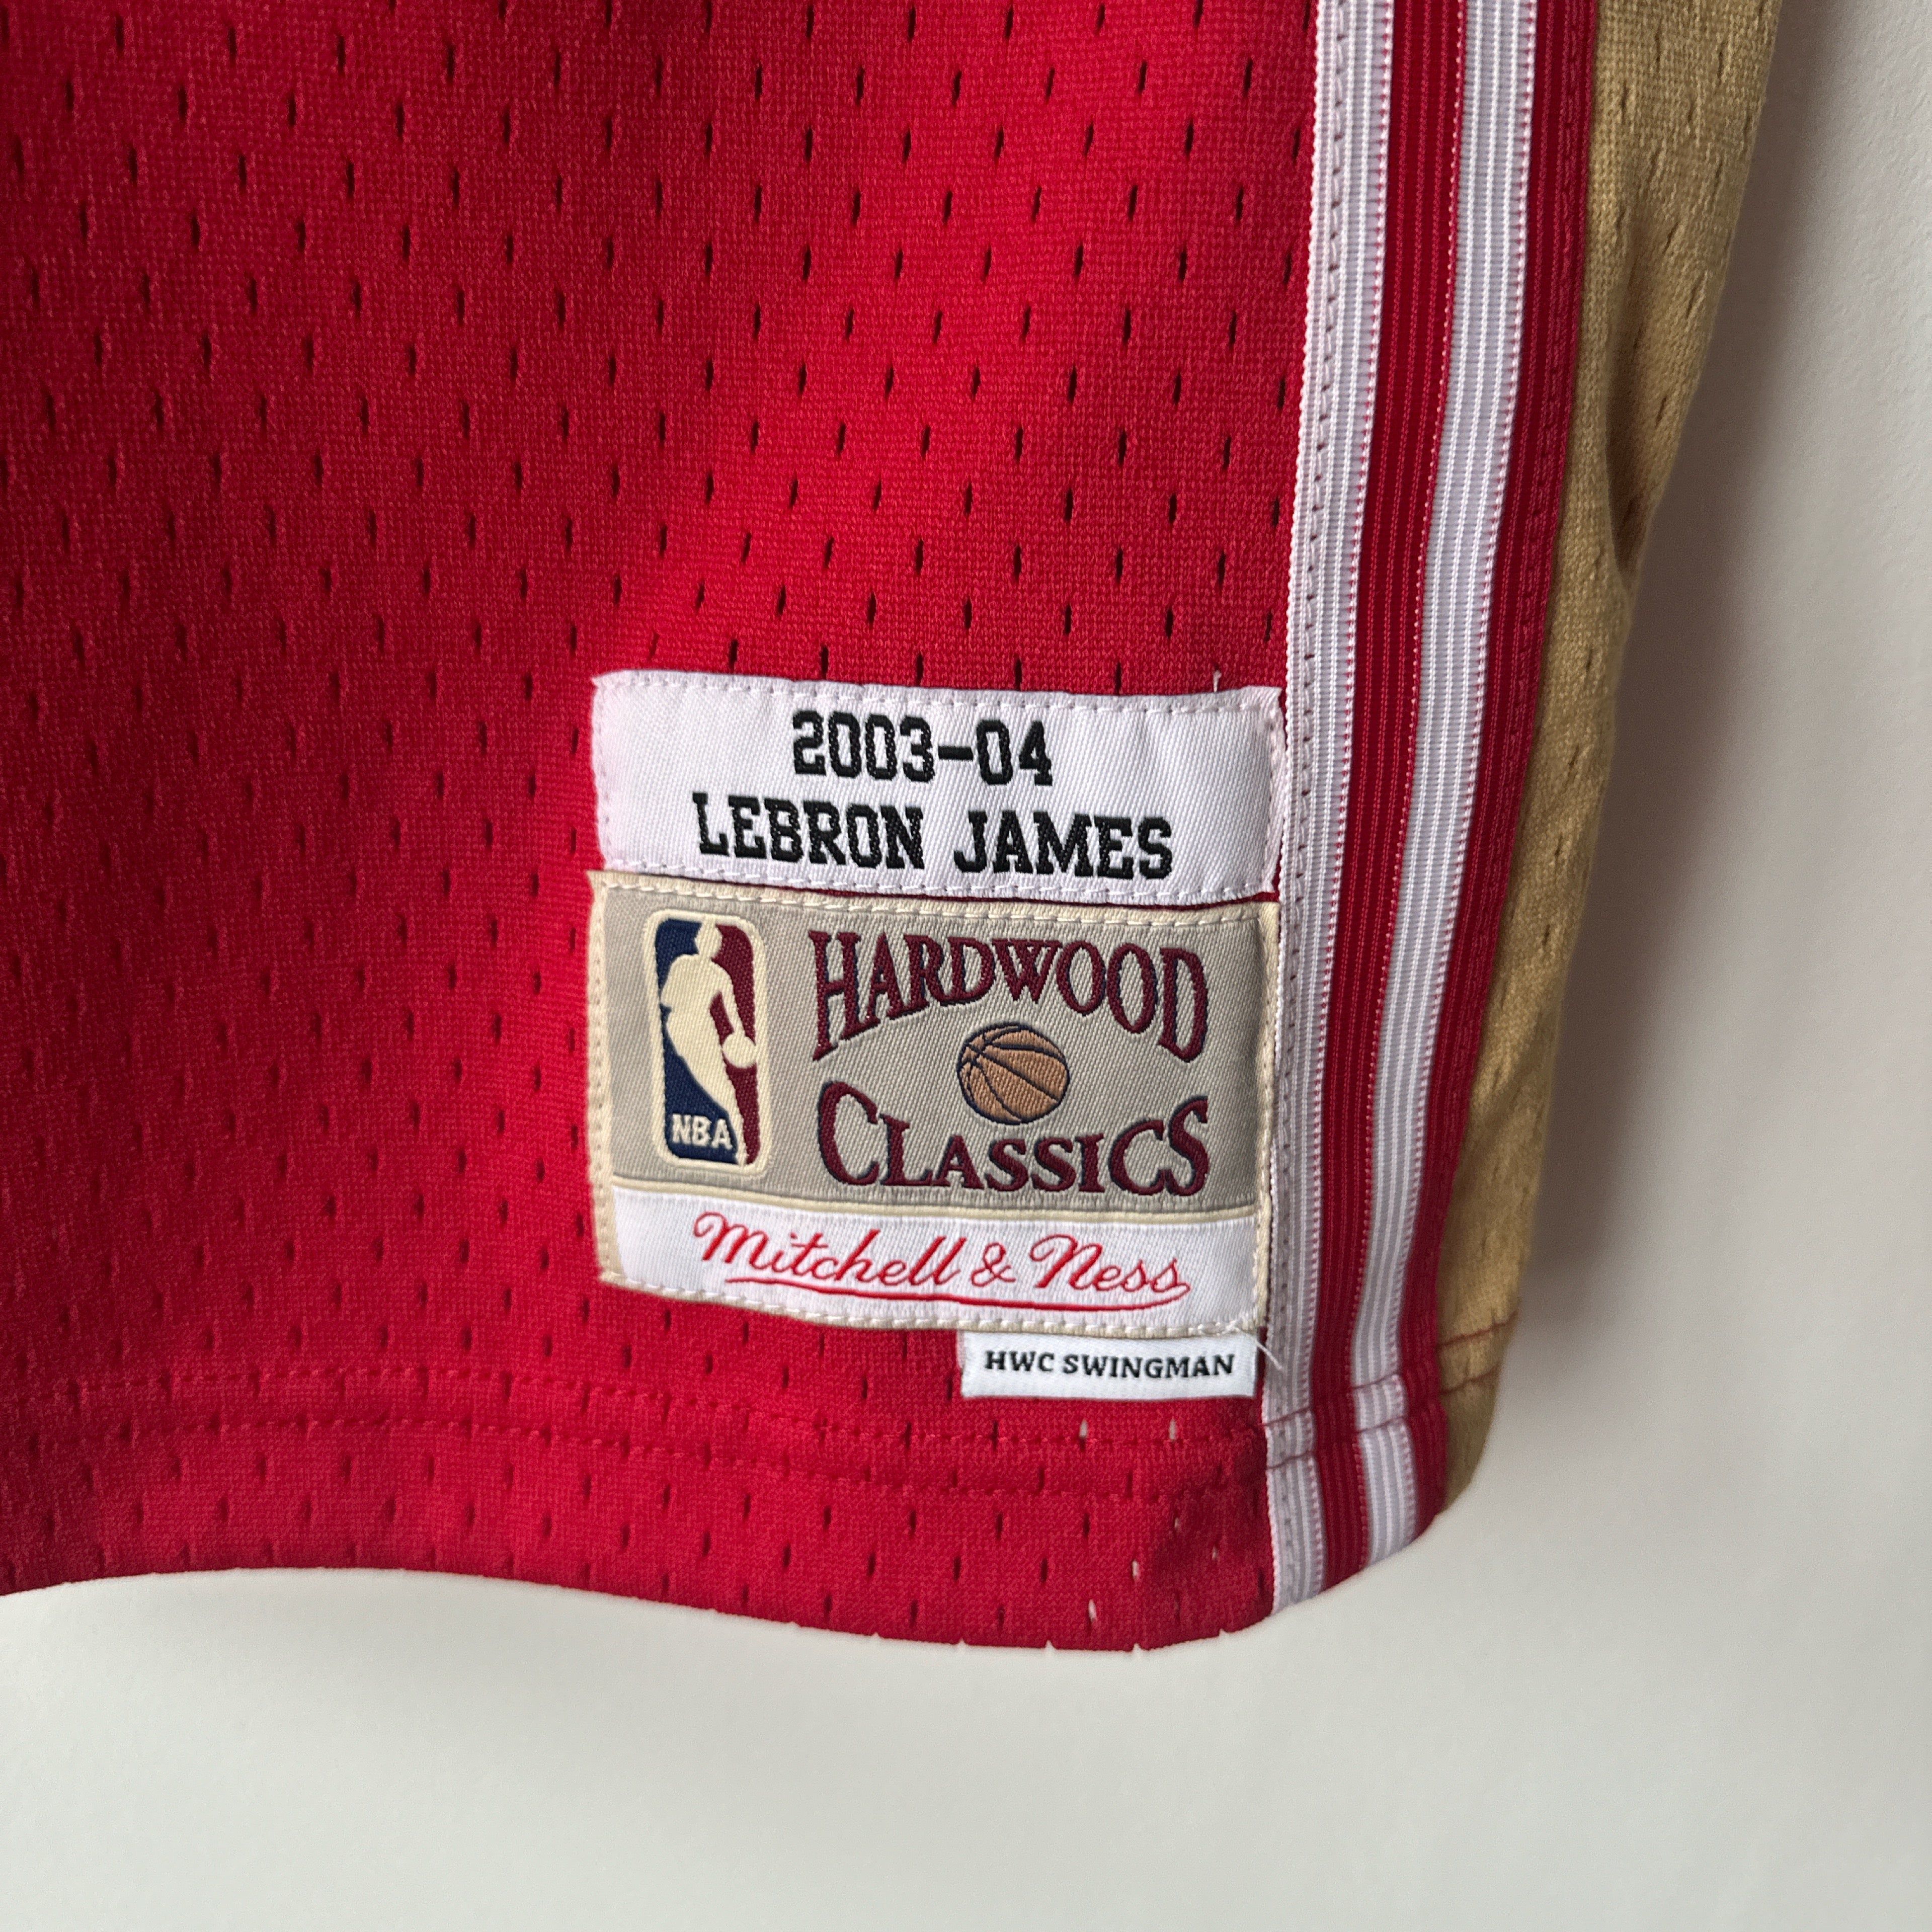 2003-04
LEBRON JAMES
HARDWOOD
CLASSICS
NBA
Mitchell & Ness
HWC SWINGMAN